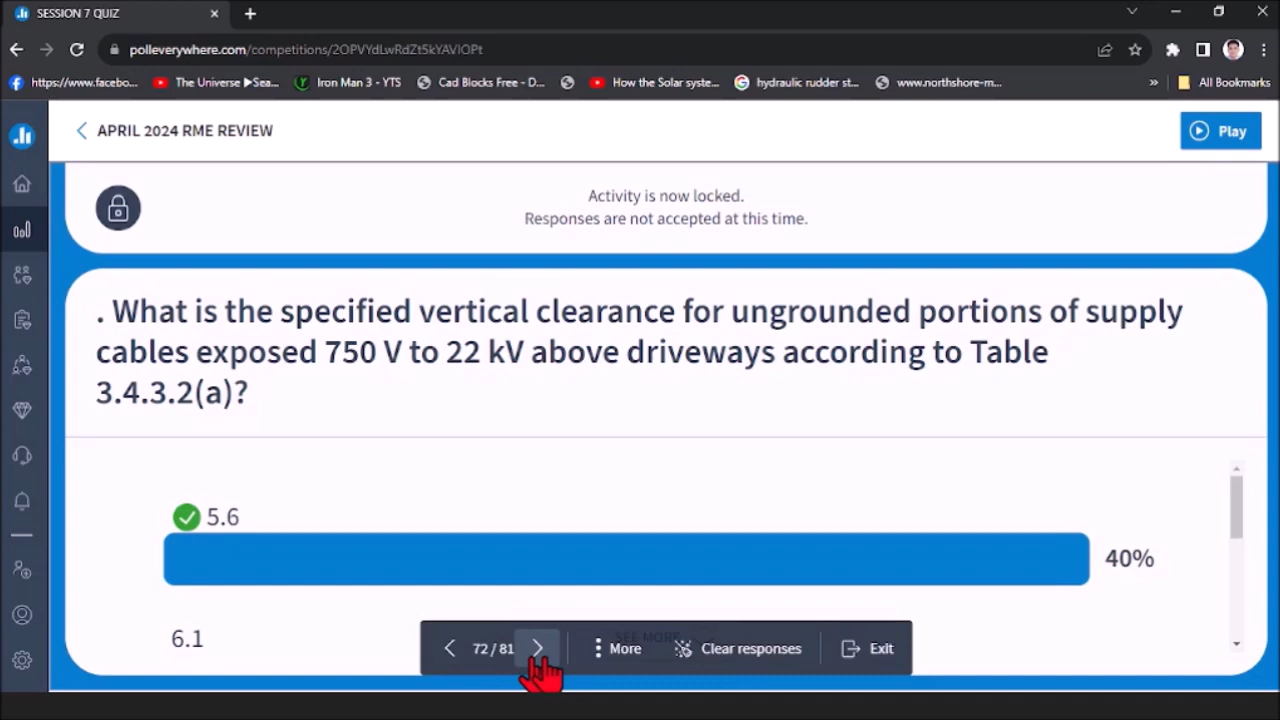 SESSION 7 QUIZ
polleverywhere.com/competitions/2OPVYdLwRdZt5kYAVIOPt
https://www.facebo... The Universe ▶Sea... Iron Man 3 - YTS Cad Blocks Free - D... How the Solar syste... hydraulic rudder st... www.northshore-m... » All Bookmarks
APRIL 2024 RME REVIEW
Play
Activity is now locked.
Responses are not accepted at this time.
. What is the specified vertical clearance for ungrounded portions of supply
cables exposed 750 V to 22 kV above driveways according to Table
3.4.3.2(a)?
5.6
40%
6.1
SEE MORE
72 / 81 More Clear responses Exit